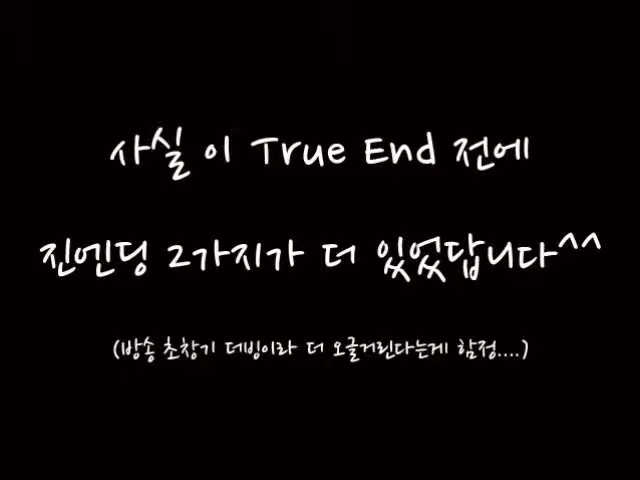 사실 이 True End 전에
진엔딩 2가지가 더 있었답니다^^
(방송 초창기 더빙이라 더 오글거린다는게 함정....)